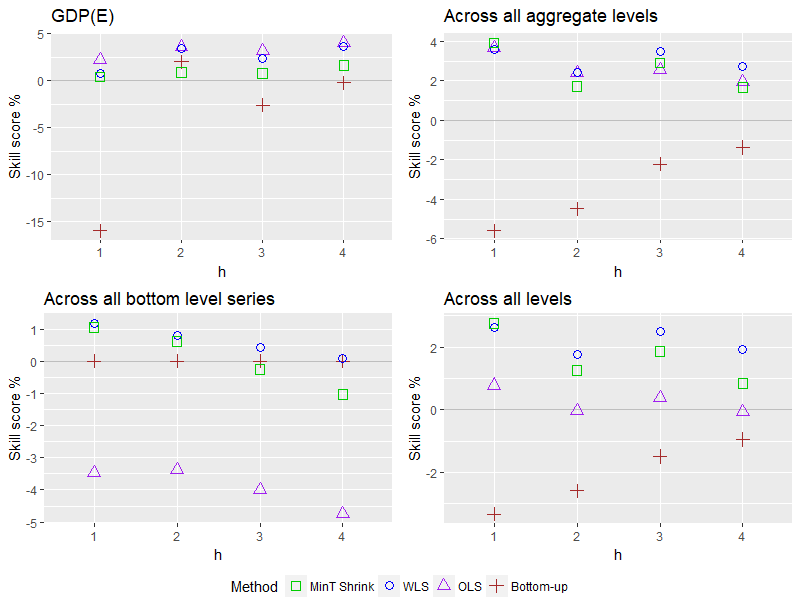 GDP(E)
Skill score %
5
0
-5
-10
-15
1 2 3 4
h
Across all aggregate levels
Skill score %
4
2
0
-2
-4
-6
1 2 3 4
h
Across all bottom level series
Skill score %
1
0
-1
-2
-3
-4
-5
1 2 3 4
h
Across all levels
Skill score %
2
0
-2
1 2 3 4
h
Method MinT Shrink WLS OLS Bottom-up